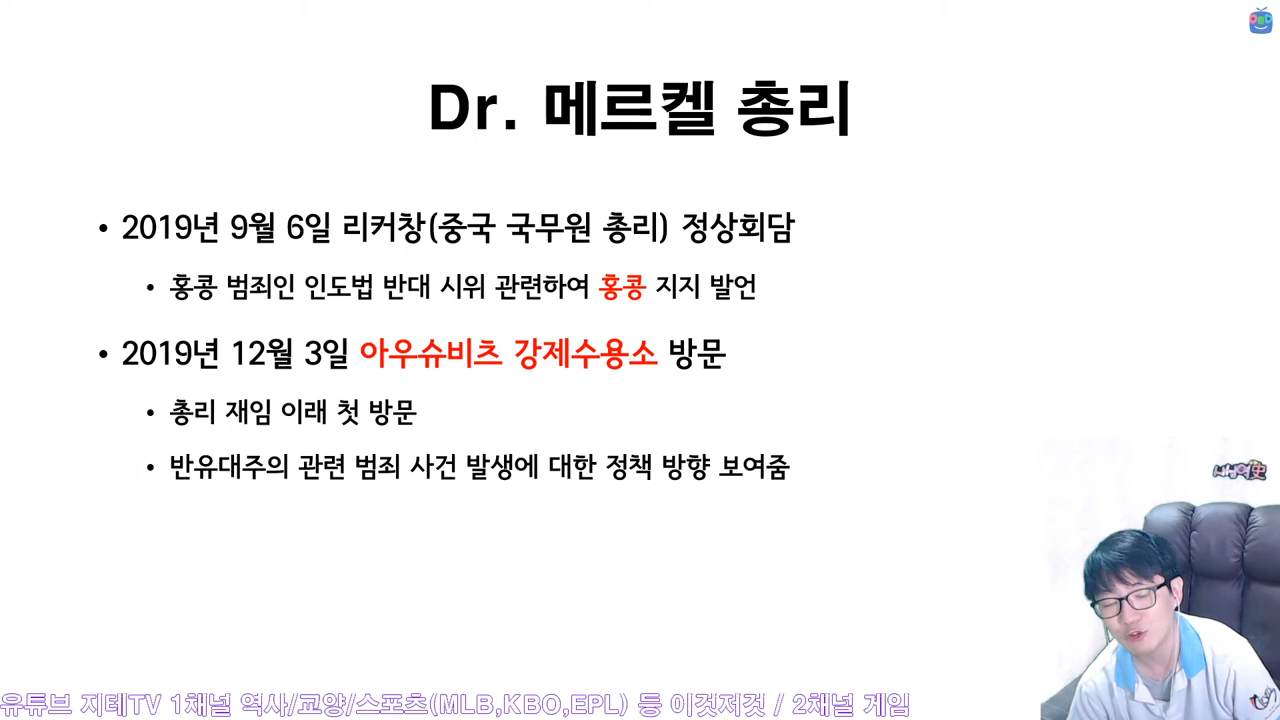 Dr. 메르켈 총리
• 2019년 9월 6일 리커창(중국 국무원 총리) 정상회담
• 홍콩 범죄인 인도법 반대 시위 관련하여 홍콩 지지 발언
• 2019년 12월 3일 아우슈비츠 강제수용소 방문
• 총리 재임 이래 첫 방문
• 반유대주의 관련 범죄 사건 발생에 대한 정책 방향 보여줌
유튜브 지테TV 1채널 역사/교양/스포츠(MLB,KBO,EPL) 등 이것저것 / 2채널 게임